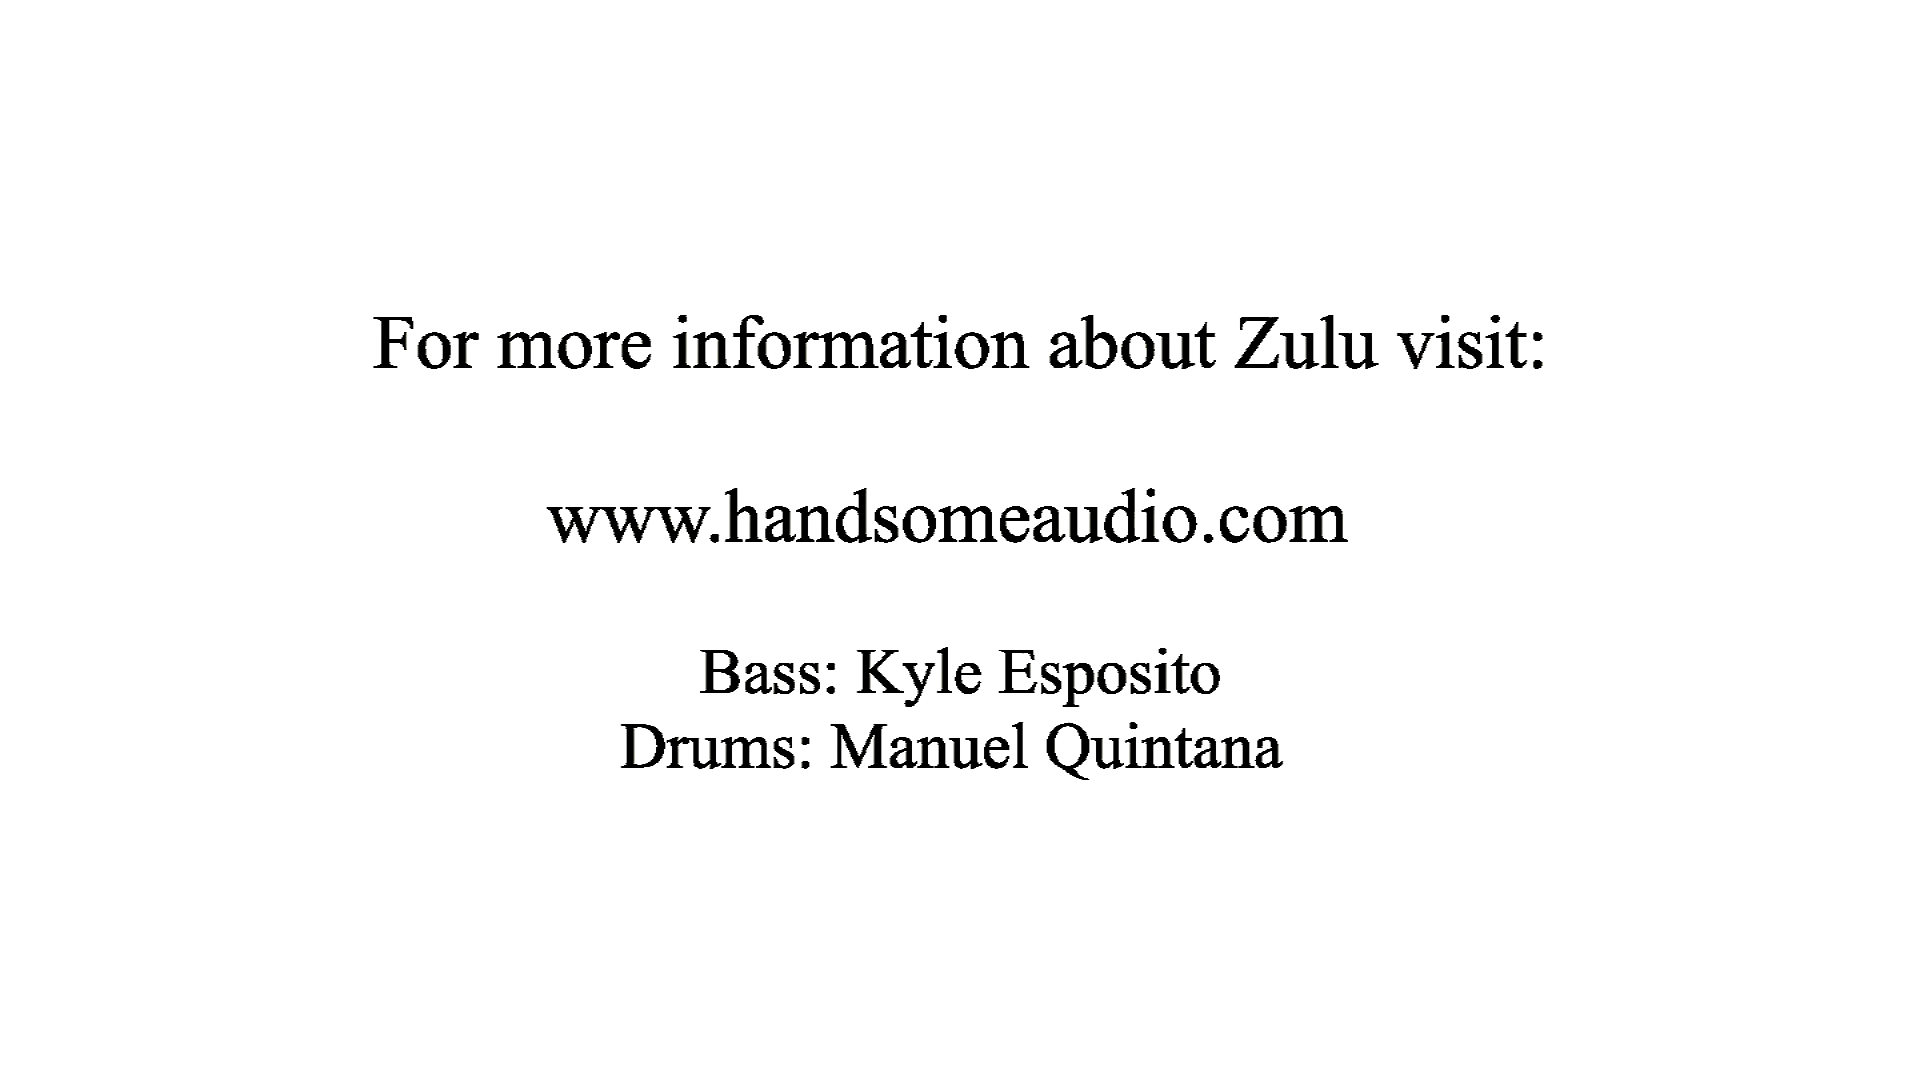 For more information about Zulu visit:
www.handsomeaudio.com
Bass: Kyle Esposito
Drums: Manuel Quintana